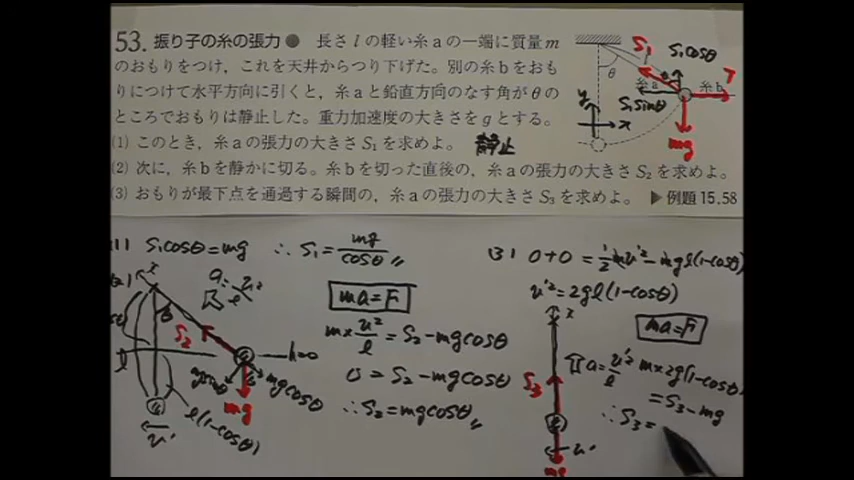 53. 振り子の糸の張力 ● 長さ l の軽い糸 a の一端に質量 m
のおもりをつけ，これを天井からつり下げた。別の糸 b をおも
りにつけて水平方向に引くと，糸 a と鉛直方向のなす角が θ の
ところでおもりは静止した。重力加速度の大きさを g とする。
(1) このとき，糸 a の張力の大きさ S₁ を求めよ。 静止
(2) 次に，糸 b を静かに切る。糸 b を切った直後の，糸 a の張力の大きさ S₂ を求めよ。
(3) おもりが最下点を通過する瞬間の，糸 a の張力の大きさ S₃ を求めよ。 ▶例題 15,58
S₁
S₁cosθ
θ
糸a
糸b
T
S₁sinθ
y
x
mg
(1) S₁cosθ = mg ∴ S₁ = mg/cosθ
x
a = v²/l
θ
S₂
l
h=0
mgsinθ
mgcosθ
mg
l(1-cosθ)
v'
ma = F
m × v²/l = S₂ - mgcosθ
0 = S₂ - mgcosθ
∴ S₂ = mgcosθ
(3) 0+0 = ½mv'² - mgl(1-cosθ)
v'² = 2gl(1-cosθ)
x
ma = F
S₃
a = v'²/l
m × 2g(1-cosθ)
= S₃ - mg
∴ S₃ =
v'
mg